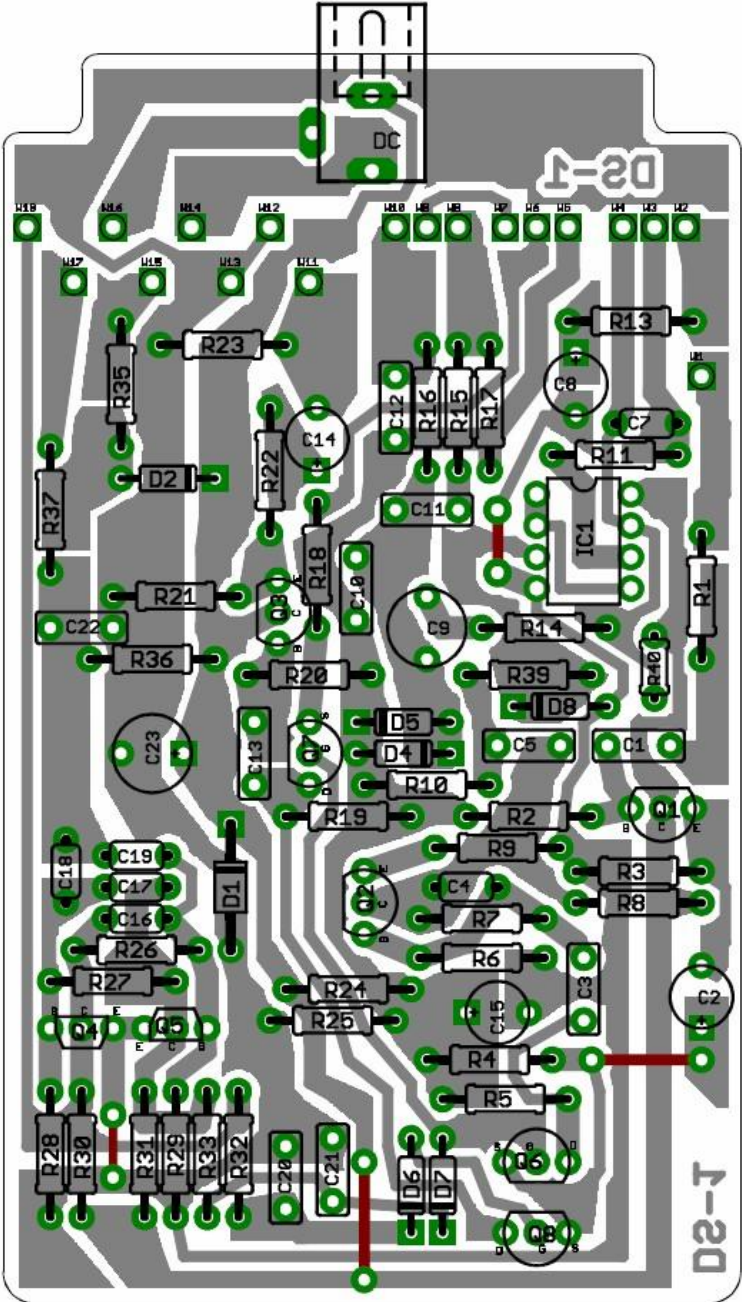 DC
DS-1
W18 W16 W14 W12 W10 W9 W8 W7 W6 W5 W4 W3 W2
W17 W15 W13 W11
R13
R23
W1
R35
C8
C12 R16 R15 R17
C7
C14
R22
R11
D2
R37
C11
IC1
R18
C10
R21
Q3
E
C
B
R1
C22
C9
R14
R36
R40
R20
R39
D8
C23
C13
Q7
S
G
D
D5
D4
C5
C1
R10
R19
R2
Q1
B C E
R9
C18
C19
C17
C16
D1
Q2
E
C
B
C4
R3
R8
R7
R26
R6
R27
R24
C3
C2
C15
R25
B C E
Q4
Q5
E C B
R4
R5
R28 R30 R31 R29 R33 R32
C20 C21
D6 D7
S G D
Q6
DS-1
Q8
D G S